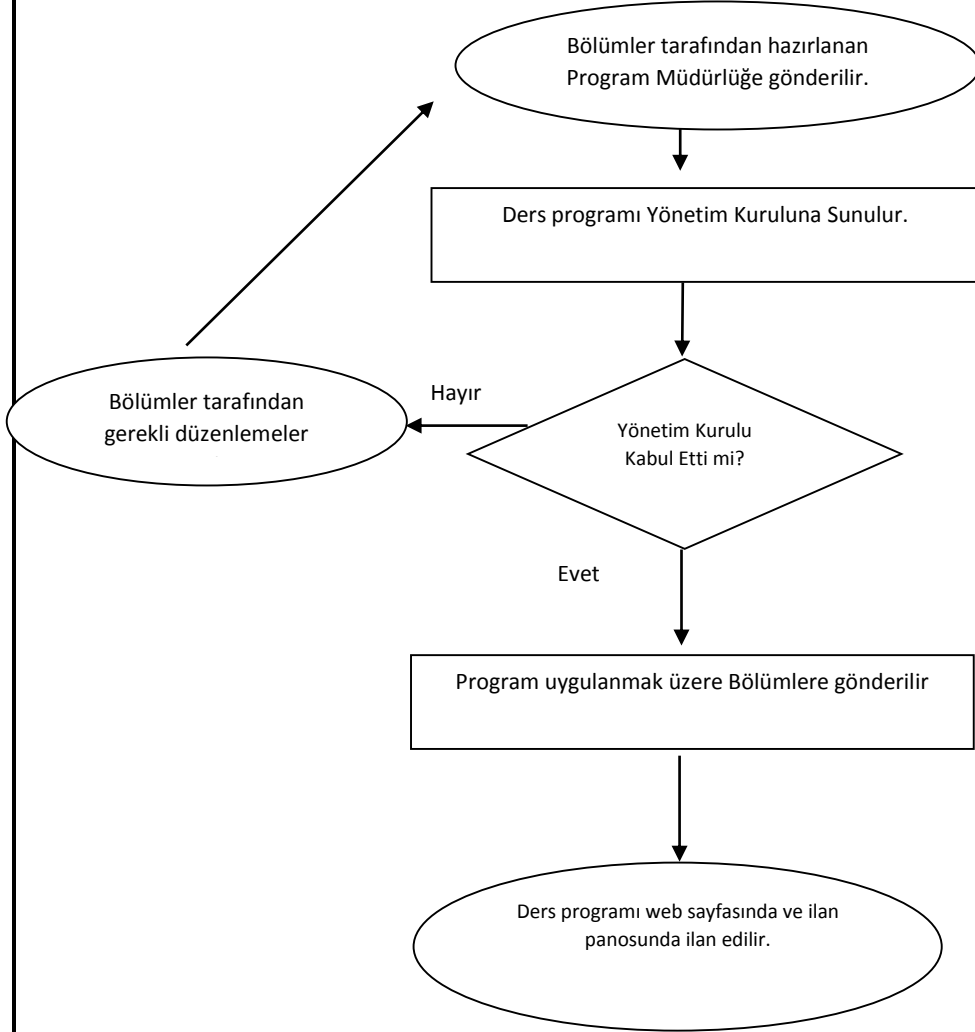 Bölümler tarafından hazırlanan
Program Müdürlüğe gönderilir.
Ders programı Yönetim Kuruluna Sunulur.
Hayır
Bölümler tarafından
gerekli düzenlemeler
Yönetim Kurulu
Kabul Etti mi?
Evet
Program uygulanmak üzere Bölümlere gönderilir
Ders programı web sayfasında ve ilan
panosunda ilan edilir.